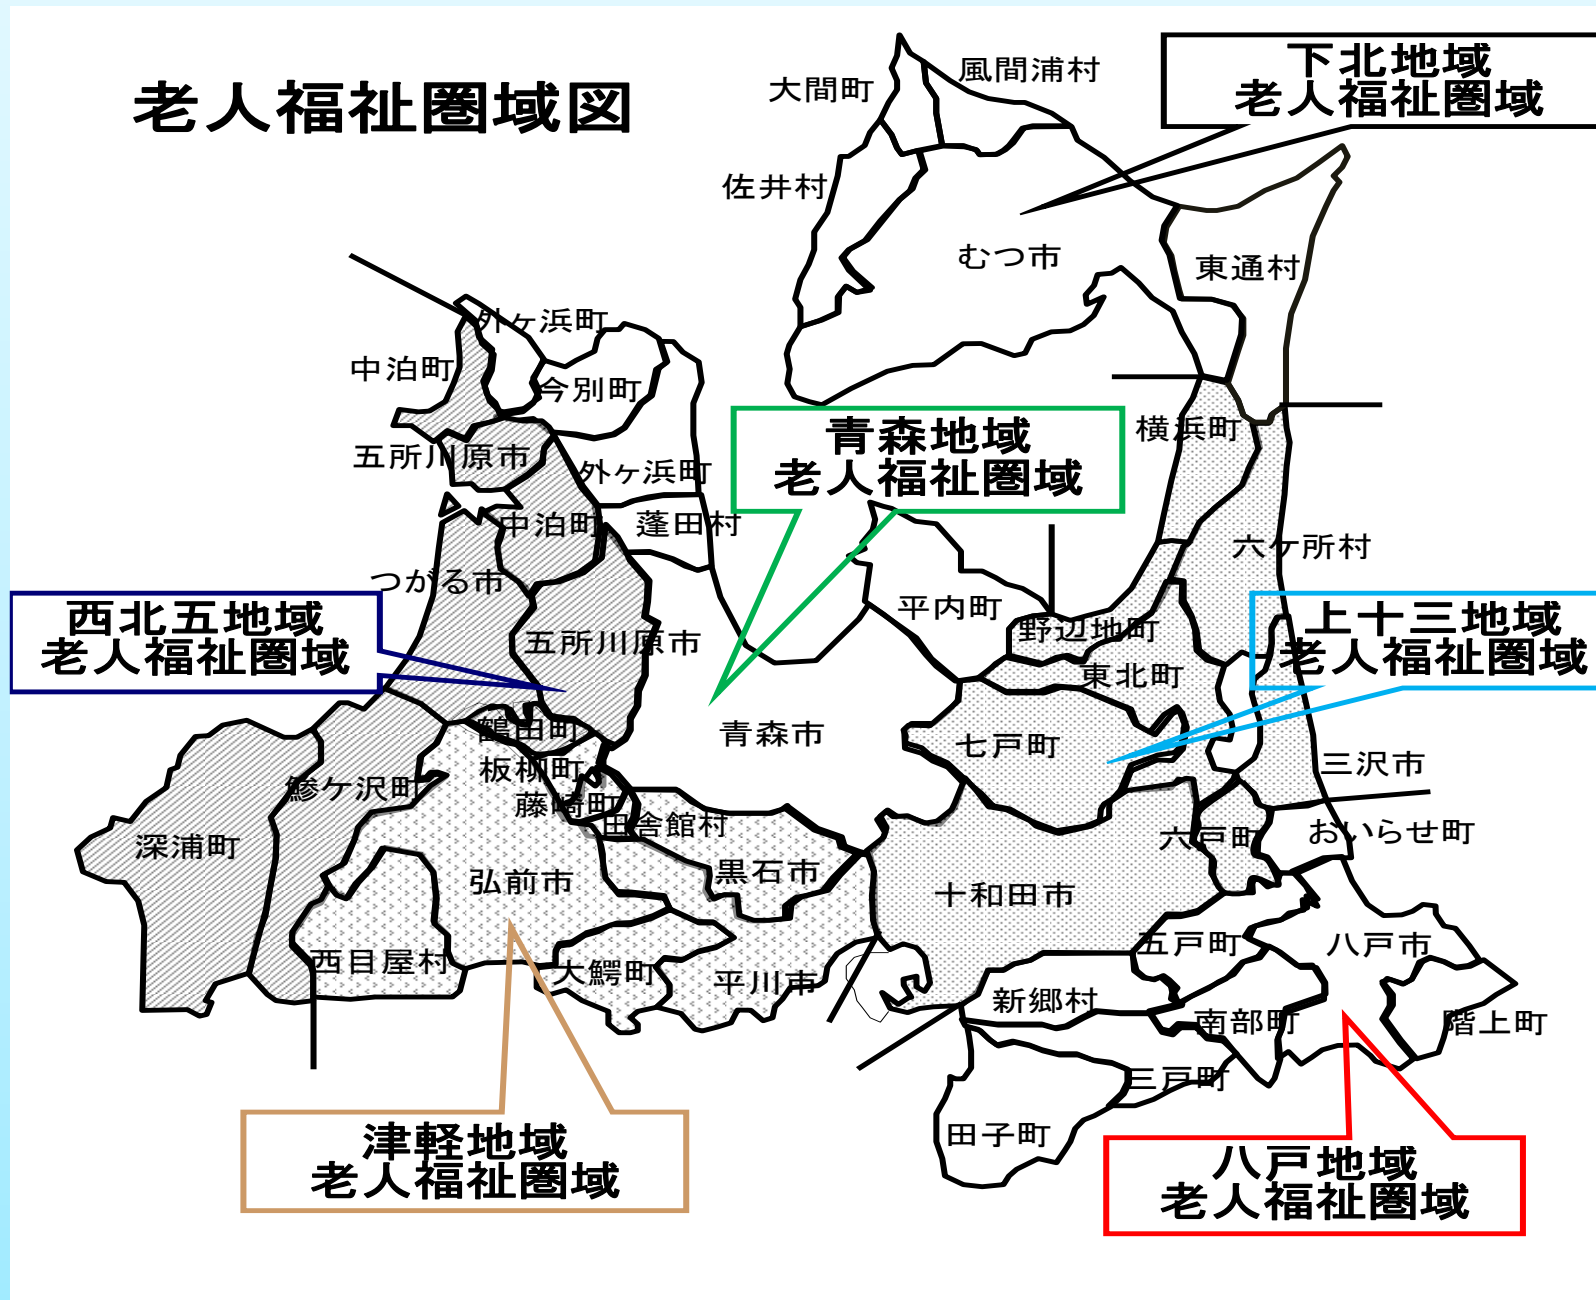 老人福祉圏域図
下北地域
老人福祉圏域
大間町
風間浦村
佐井村
むつ市
東通村
外ヶ浜町
中泊町
今別町
五所川原市
外ヶ浜町
青森地域
老人福祉圏域
横浜町
中泊町
蓬田村
六ケ所村
つがる市
西北五地域
老人福祉圏域
五所川原市
平内町
野辺地町
上十三地域
老人福祉圏域
東北町
鶴田町
青森市
七戸町
三沢市
板柳町
鰺ケ沢町
藤崎町
田舎館村
六戸町
おいらせ町
深浦町
弘前市
黒石市
十和田市
五戸町
八戸市
西目屋村
大鰐町
平川市
新郷村
南部町
階上町
三戸町
田子町
津軽地域
老人福祉圏域
八戸地域
老人福祉圏域